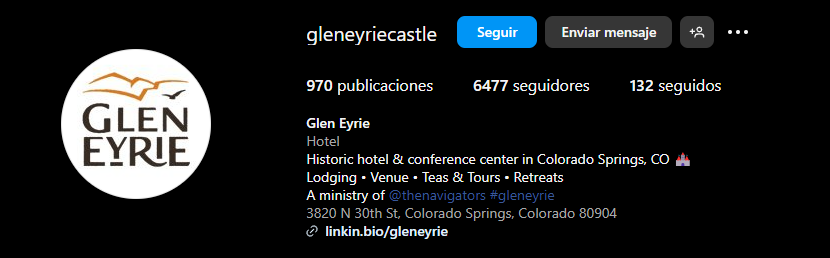 gleneyriecastle Seguir Enviar mensaje
970 publicaciones 6477 seguidores 132 seguidos
GLEN
EYRIE
Glen Eyrie
Hotel
Historic hotel & conference center in Colorado Springs, CO 🏰
Lodging • Venue • Teas & Tours • Retreats
A ministry of @thenavigators #gleneyrie
3820 N 30th St, Colorado Springs, Colorado 80904
linkin.bio/gleneyrie